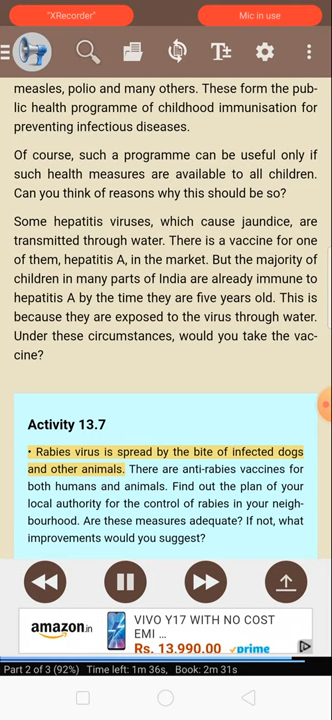 "XRecorder"
Mic in use
measles, polio and many others. These form the pub-
lic health programme of childhood immunisation for
preventing infectious diseases.
Of course, such a programme can be useful only if
such health measures are available to all children.
Can you think of reasons why this should be so?
Some hepatitis viruses, which cause jaundice, are
transmitted through water. There is a vaccine for one
of them, hepatitis A, in the market. But the majority of
children in many parts of India are already immune to
hepatitis A by the time they are five years old. This is
because they are exposed to the virus through water.
Under these circumstances, would you take the vac-
cine?
Activity 13.7
• Rabies virus is spread by the bite of infected dogs
and other animals. There are anti-rabies vaccines for
both humans and animals. Find out the plan of your
local authority for the control of rabies in your neigh-
bourhood. Are these measures adequate? If not, what
improvements would you suggest?
amazon.in
VIVO Y17 WITH NO COST
EMI ...
Rs. 13,990.00 prime
Part 2 of 3 (92%) Time left: 1m 36s, Book: 2m 31s